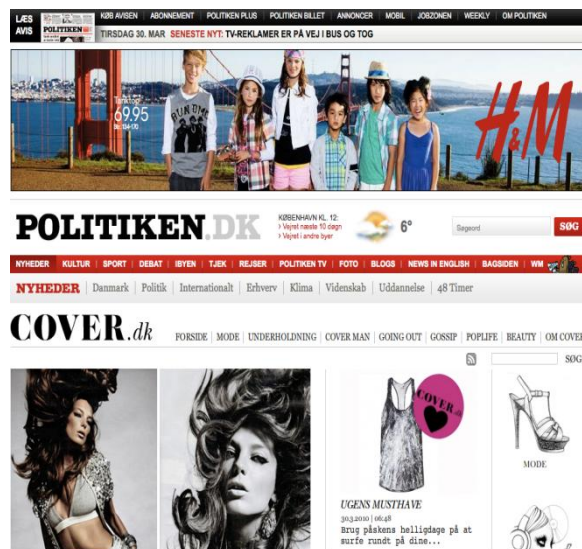 LÆS
AVIS
POLITIKEN
KØB AVISEN | ABONNEMENT | POLITIKEN PLUS | POLITIKEN BILLET | ANNONCER | MOBIL | JOBZONEN | WEEKLY | OM POLITIKEN
TIRSDAG 30. MAR SENESTE NYT: TV-REKLAMER ER PÅ VEJ I BUS OG TOG
Tanktop
69.95
H&M
POLITIKEN.DK
KØBENHAVN KL. 12:
Vejret næste 10 døgn
Vejret i andre byer
6°
Søgeord
SØG
NYHEDER | KULTUR | SPORT | DEBAT | IBYEN | TJEK | REJSER | POLITIKEN TV | FOTO | BLOGS | NEWS IN ENGLISH | BAGSIDEN | WM
NYHEDER | Danmark | Politik | Internationalt | Erhverv | Klima | Videnskab | Uddannelse | 48 Timer
COVER.dk
FORSIDE | MODE | UNDERHOLDNING | COVER MAN | GOING OUT | GOSSIP | POPLIFE | BEAUTY | OM COVER
SØG
COVER.dk
MODE
UGENS MUSTHAVE
30.3.2010 | 06:48
Brug påskens helligdage på at
surfe rundt på dine...